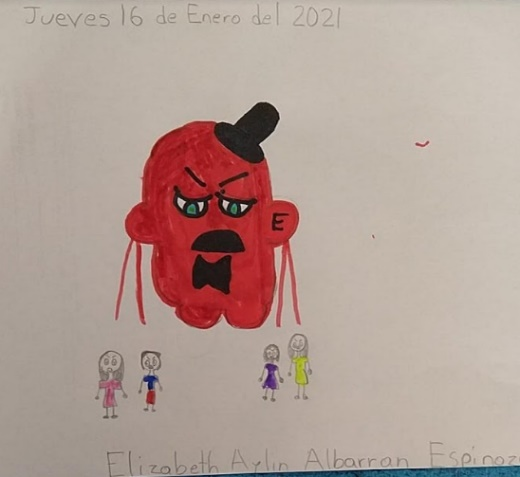 Jueves 16 de Enero del 2021
E
Elizabeth Aylin Albarran Espinoz